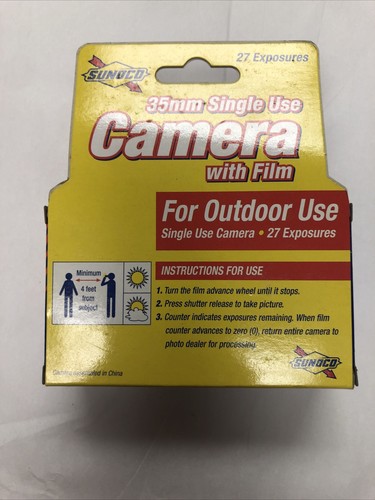 SUNOCO
27 Exposures
35mm Single Use
Camera
with Film
For Outdoor Use
Single Use Camera • 27 Exposures
Minimum
4 feet
from
subject
INSTRUCTIONS FOR USE
1. Turn the film advance wheel until it stops.
2. Press shutter release to take picture.
3. Counter indicates exposures remaining. When film
counter advances to zero (0), return entire camera to
photo dealer for processing.
SUNOCO
in China